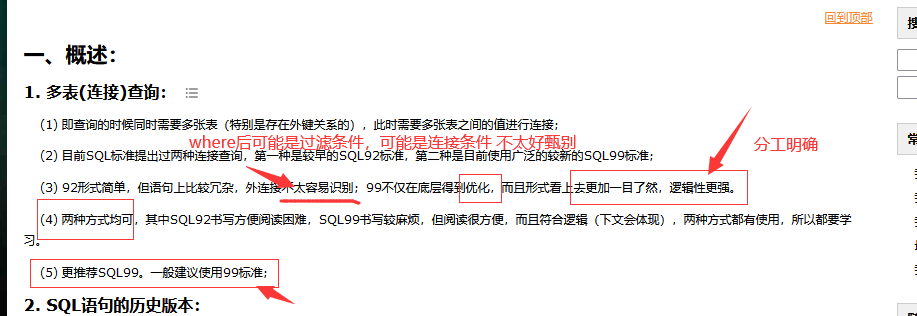 回到顶部
搜
一、概述：
1. 多表(连接)查询：
(1) 即查询的时候同时需要多张表（特别是存在外键关系的），此时需要多张表之间的值进行连接；
where后可能是过滤条件，可能是连接条件 不太好甄别
分工明确
常
(2) 目前SQL标准提出过两种连接查询，第一种是较早的SQL92标准，第二种是目前使用广泛的较新的SQL99标准；
(3) 92形式简单，但语句上比较冗杂，外连接不太容易识别；99不仅在底层得到优化，而且形式看上去更加一目了然，逻辑性更强。
(4) 两种方式均可，其中SQL92书写方便阅读困难，SQL99书写较麻烦，但阅读很方便，而且符合逻辑（下文会体现），两种方式都有使用，所以都要学
习。
(5) 更推荐SQL99。一般建议使用99标准；
2. SQL语句的历史版本：